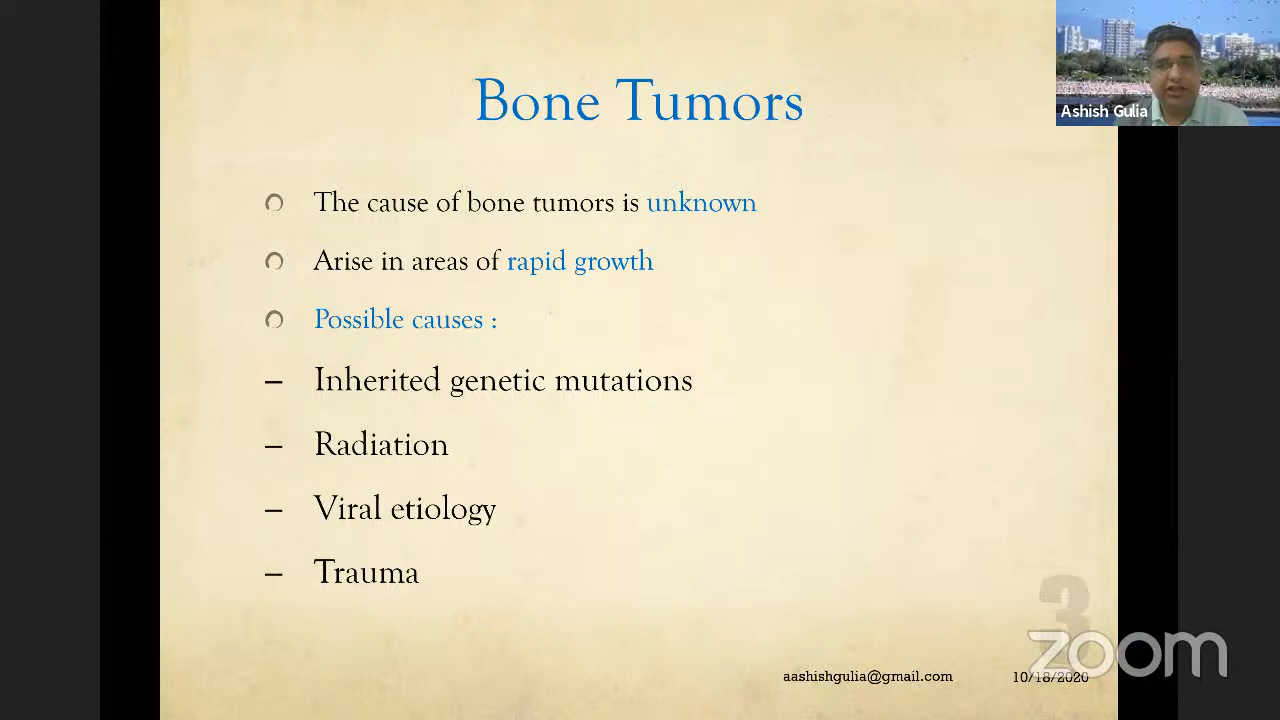 Bone Tumors
Ashish Gulia
The cause of bone tumors is unknown
Arise in areas of rapid growth
Possible causes :
– Inherited genetic mutations
– Radiation
– Viral etiology
– Trauma
3
zoom
aashishgulia@gmail.com
10/18/2020